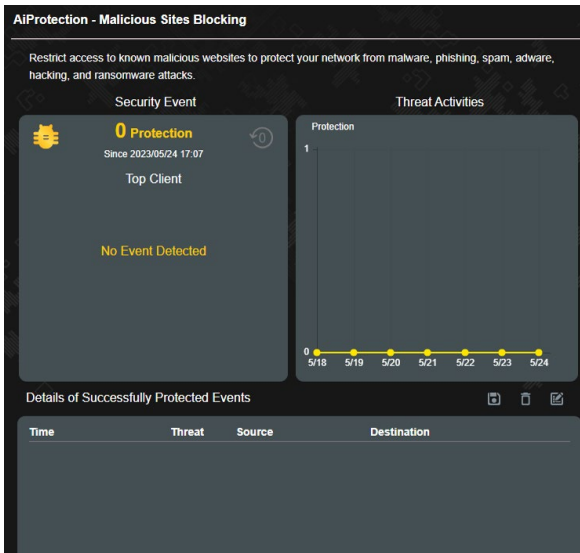 AiProtection - Malicious Sites Blocking
Restrict access to known malicious websites to protect your network from malware, phishing, spam, adware,
hacking, and ransomware attacks.
Security Event
0 Protection
Since 2023/05/24 17:07
Top Client
No Event Detected
0
Threat Activities
Protection
1
0
5/18 5/19 5/20 5/21 5/22 5/23 5/24
Details of Successfully Protected Events
Time Threat Source Destination